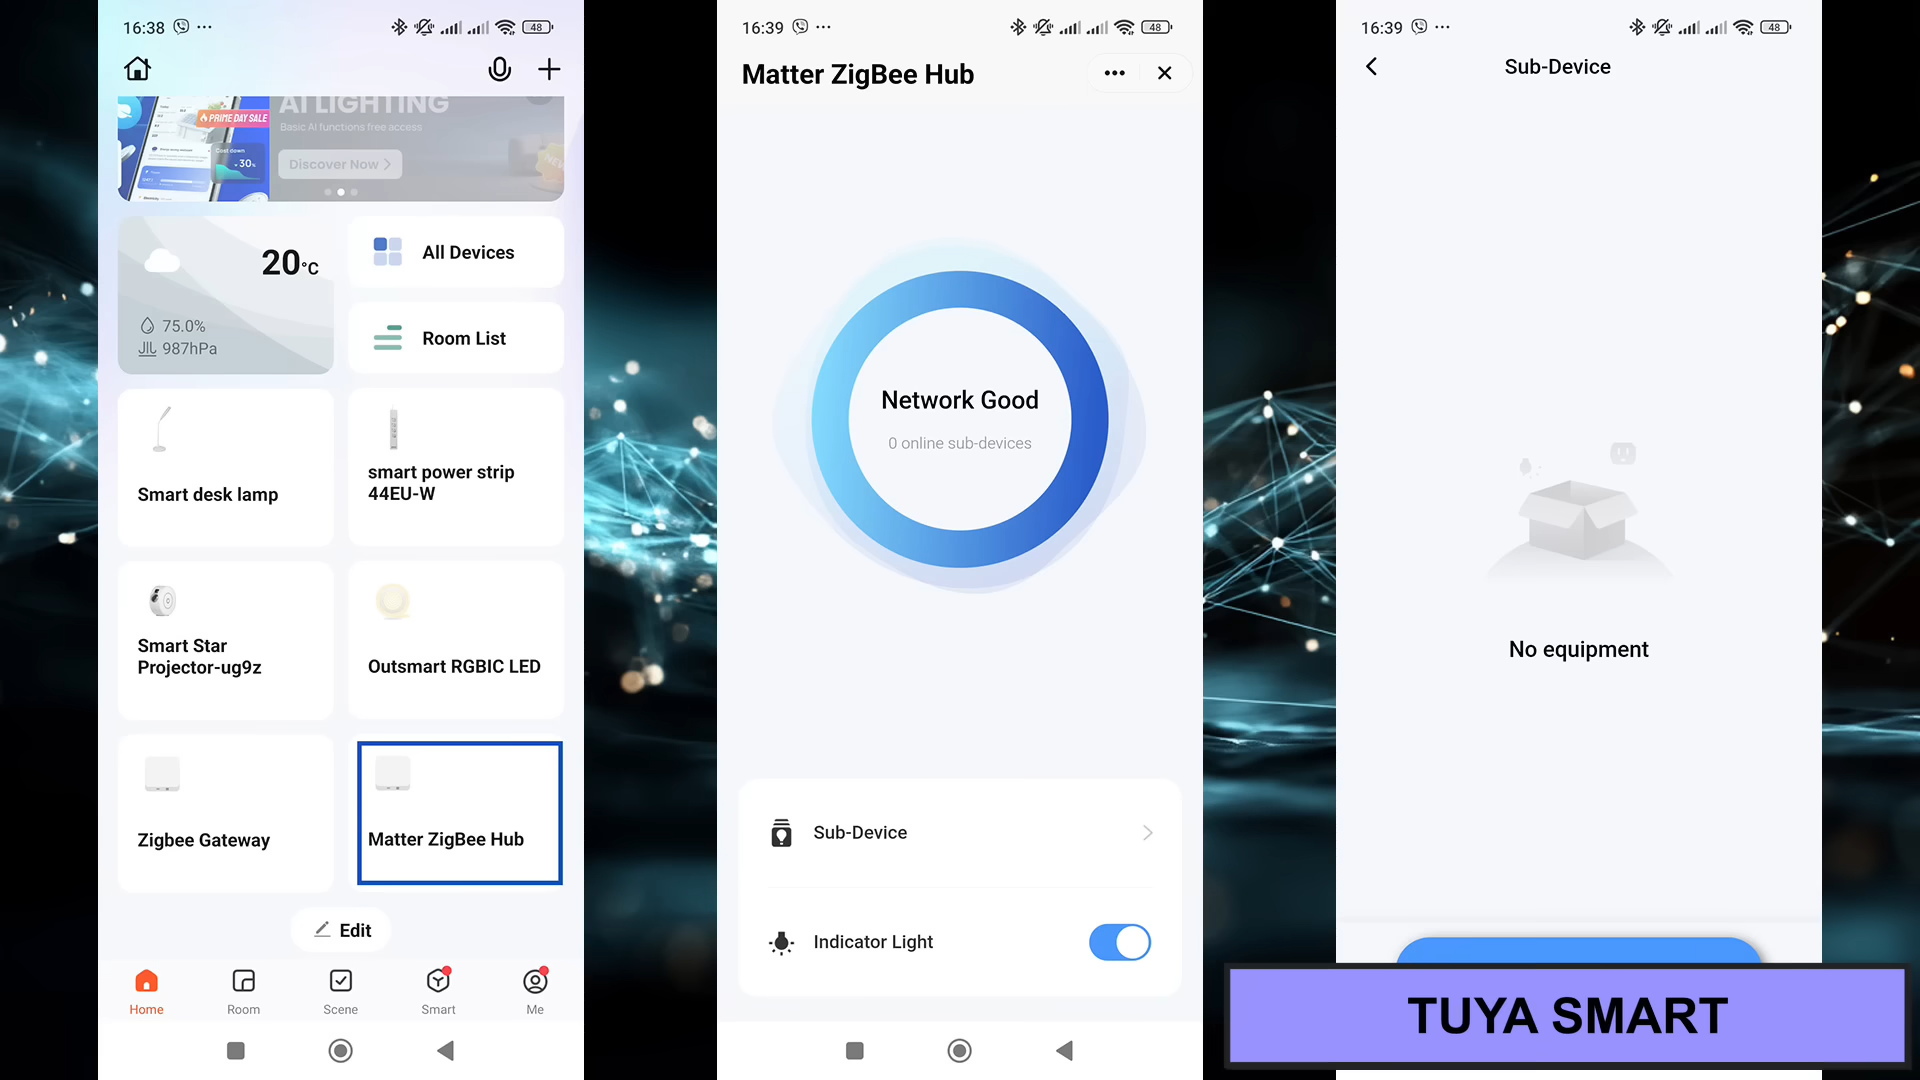 16:38
48
AI LIGHTING
PRIME DAY SALE
Basic AI functions free access
Cost down
30%
Discover Now
20°C
75.0%
987hPa
All Devices
Room List
Smart desk lamp
smart power strip
44EU-W
Smart Star
Projector-ug9z
Outsmart RGBIC LED
Zigbee Gateway
Matter ZigBee Hub
Edit
Home
Room
Scene
Smart
Me
16:39
48
Matter ZigBee Hub
Network Good
0 online sub-devices
Sub-Device
Indicator Light
16:39
48
Sub-Device
No equipment
TUYA SMART